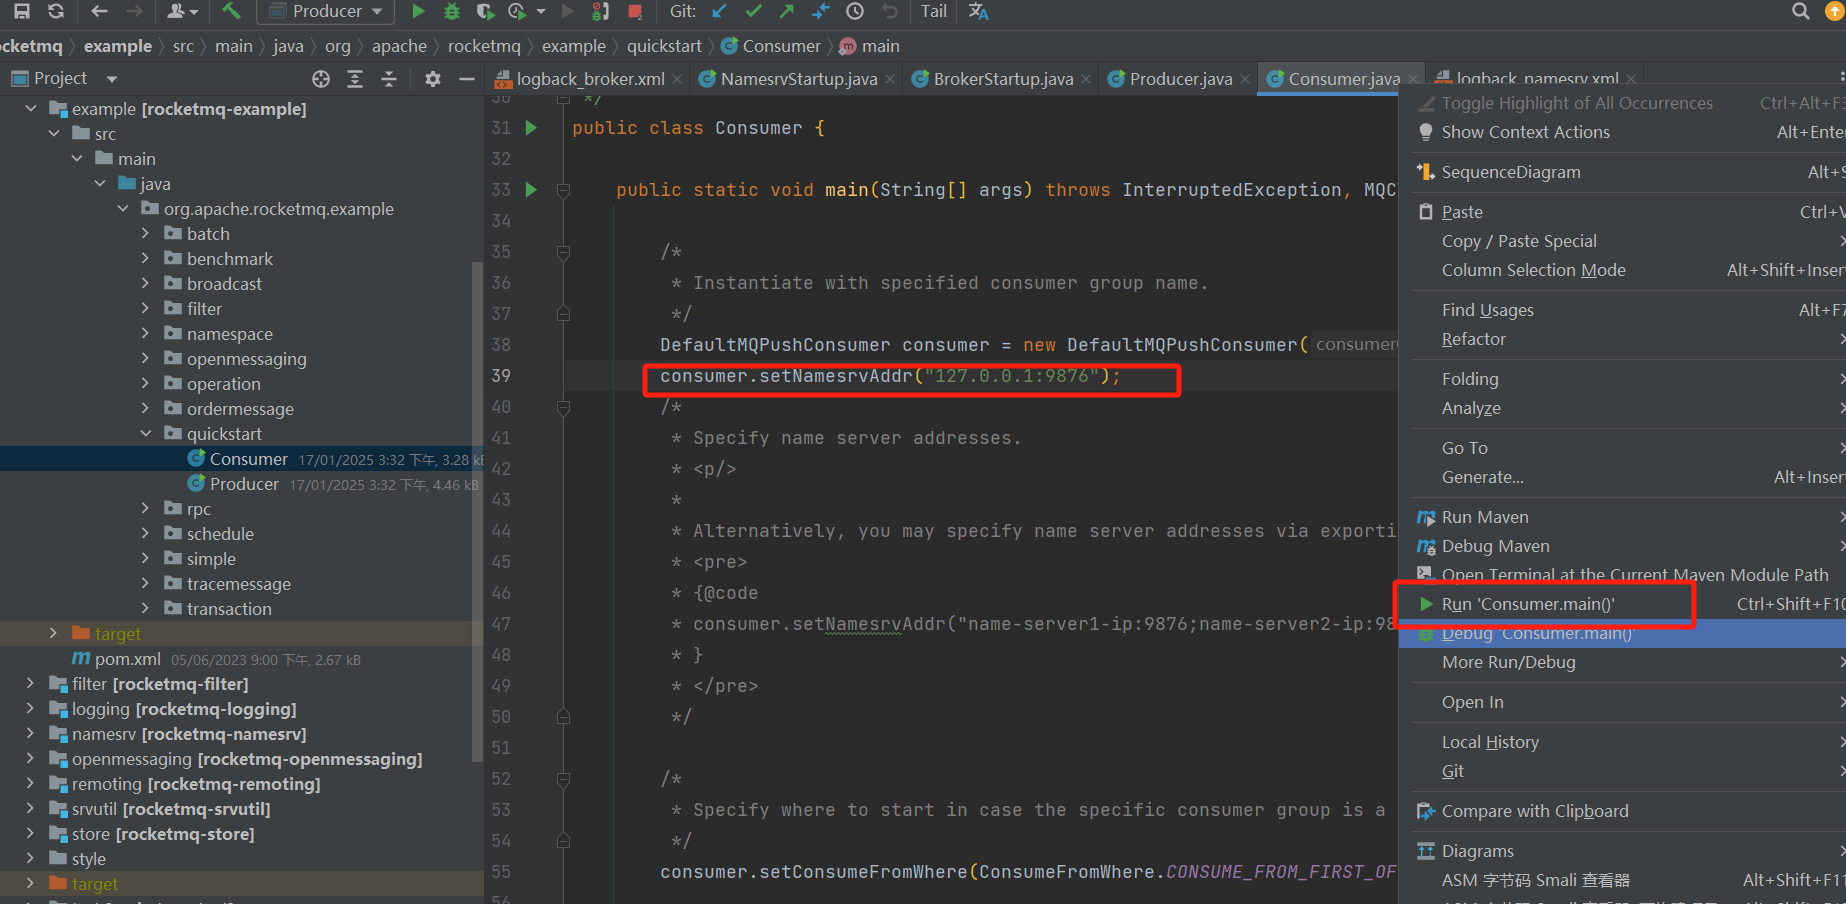 Producer Git: Tail
ocketmq example src main java org apache rocketmq example quickstart Consumer main
Project
logback_broker.xml NamesrvStartup.java BrokerStartup.java Producer.java Consumer.java logback_namesrv.xml
example [rocketmq-example]
src
main
java
org.apache.rocketmq.example
batch
benchmark
broadcast
filter
namespace
openmessaging
operation
ordermessage
quickstart
Consumer 17/01/2025 3:32 下午, 3.28 kB
Producer 17/01/2025 3:32 下午, 4.46 kB
rpc
schedule
simple
tracemessage
transaction
target
pom.xml 05/06/2023 9:00 下午, 2.67 kB
filter [rocketmq-filter]
logging [rocketmq-logging]
namesrv [rocketmq-namesrv]
openmessaging [rocketmq-openmessaging]
remoting [rocketmq-remoting]
srvutil [rocketmq-srvutil]
store [rocketmq-store]
style
target
30 */
31 public class Consumer {
32
33 public static void main(String[] args) throws InterruptedException, MQC
34
35 /*
36 * Instantiate with specified consumer group name.
37 */
38 DefaultMQPushConsumer consumer = new DefaultMQPushConsumer( consumer
39 consumer.setNamesrvAddr("127.0.0.1:9876");
40 /*
41 * Specify name server addresses.
42 * <p/>
43 *
44 * Alternatively, you may specify name server addresses via exporti
45 * <pre>
46 * {@code
47 * consumer.setNamesrvAddr("name-server1-ip:9876;name-server2-ip:98
48 * }
49 * </pre>
50 */
51
52 /*
53 * Specify where to start in case the specific consumer group is a
54 */
55 consumer.setConsumeFromWhere(ConsumeFromWhere.CONSUME_FROM_FIRST_OF
56
Toggle Highlight of All Occurrences Ctrl+Alt+F3
Show Context Actions Alt+Enter
SequenceDiagram Alt+S
Paste Ctrl+V
Copy / Paste Special
Column Selection Mode Alt+Shift+Insert
Find Usages Alt+F7
Refactor
Folding
Analyze
Go To
Generate... Alt+Insert
Run Maven
Debug Maven
Open Terminal at the Current Maven Module Path
Run 'Consumer.main()' Ctrl+Shift+F10
Debug 'Consumer.main()'
More Run/Debug
Open In
Local History
Git
Compare with Clipboard
Diagrams
ASM 字节码 Smali 查看器 Alt+Shift+F11